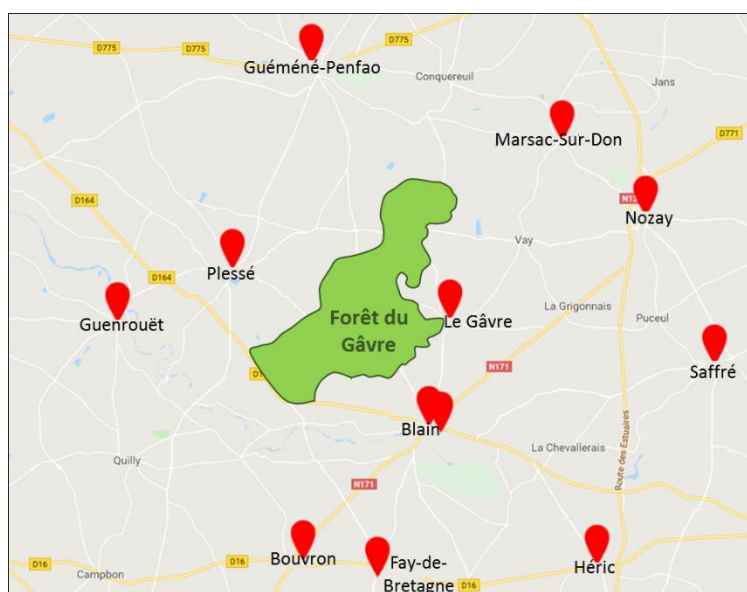 D775
D775
Guéméné-Penfao
Conquereuil
Jans
Marsac-Sur-Don
D771
D164
Nozay
Vay
Plessé
D164
Guenrouët
Forêt du
Gâvre
Le Gâvre
La Grigonnais
Puceul
Saffré
N171
Blain
La Chevallerais
Route des Estuaires
Quilly
N171
Bouvron
Fay-de-
Bretagne
Héric
D16
D16
D16
Campbon